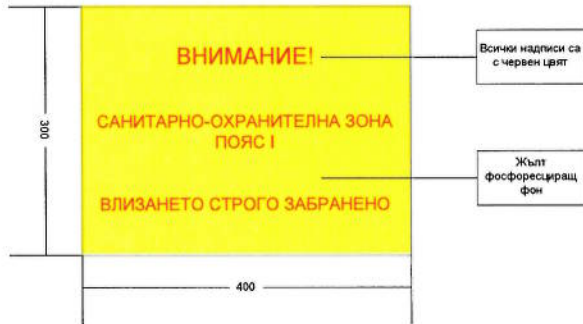 ВНИМАНИЕ!
САНИТАРНО-ОХРАНИТЕЛНА ЗОНА
ПОЯС I
ВЛИЗАНЕТО СТРОГО ЗАБРАНЕНО
300
400
Всички надписи са
с червен цвят
Жълт
фосфоресциращ
фон